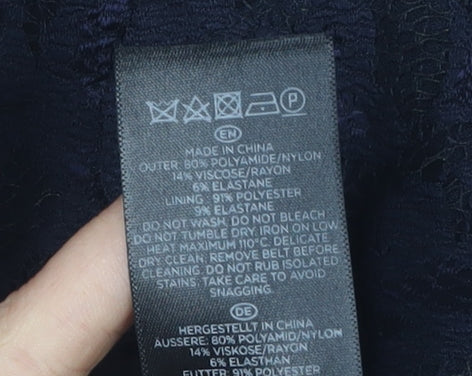 P
EN
MADE IN CHINA
OUTER: 80% POLYAMIDE/NYLON
14% VISCOSE/RAYON
6% ELASTANE
LINING : 91% POLYESTER
9% ELASTANE
DO NOT WASH. DO NOT BLEACH
DO NOT TUMBLE DRY. IRON ON LOW
HEAT MAXIMUM 110°C. DELICATE
DRY CLEAN. REMOVE BELT BEFORE
CLEANING. DO NOT RUB ISOLATED
STAINS. TAKE CARE TO AVOID
SNAGGING.
DE
HERGESTELLT IN CHINA
AUSSERE: 80% POLYAMID/NYLON
14% VISKOSE/RAYON
6% ELASTHAN
FUTTER: 91% POLYESTER